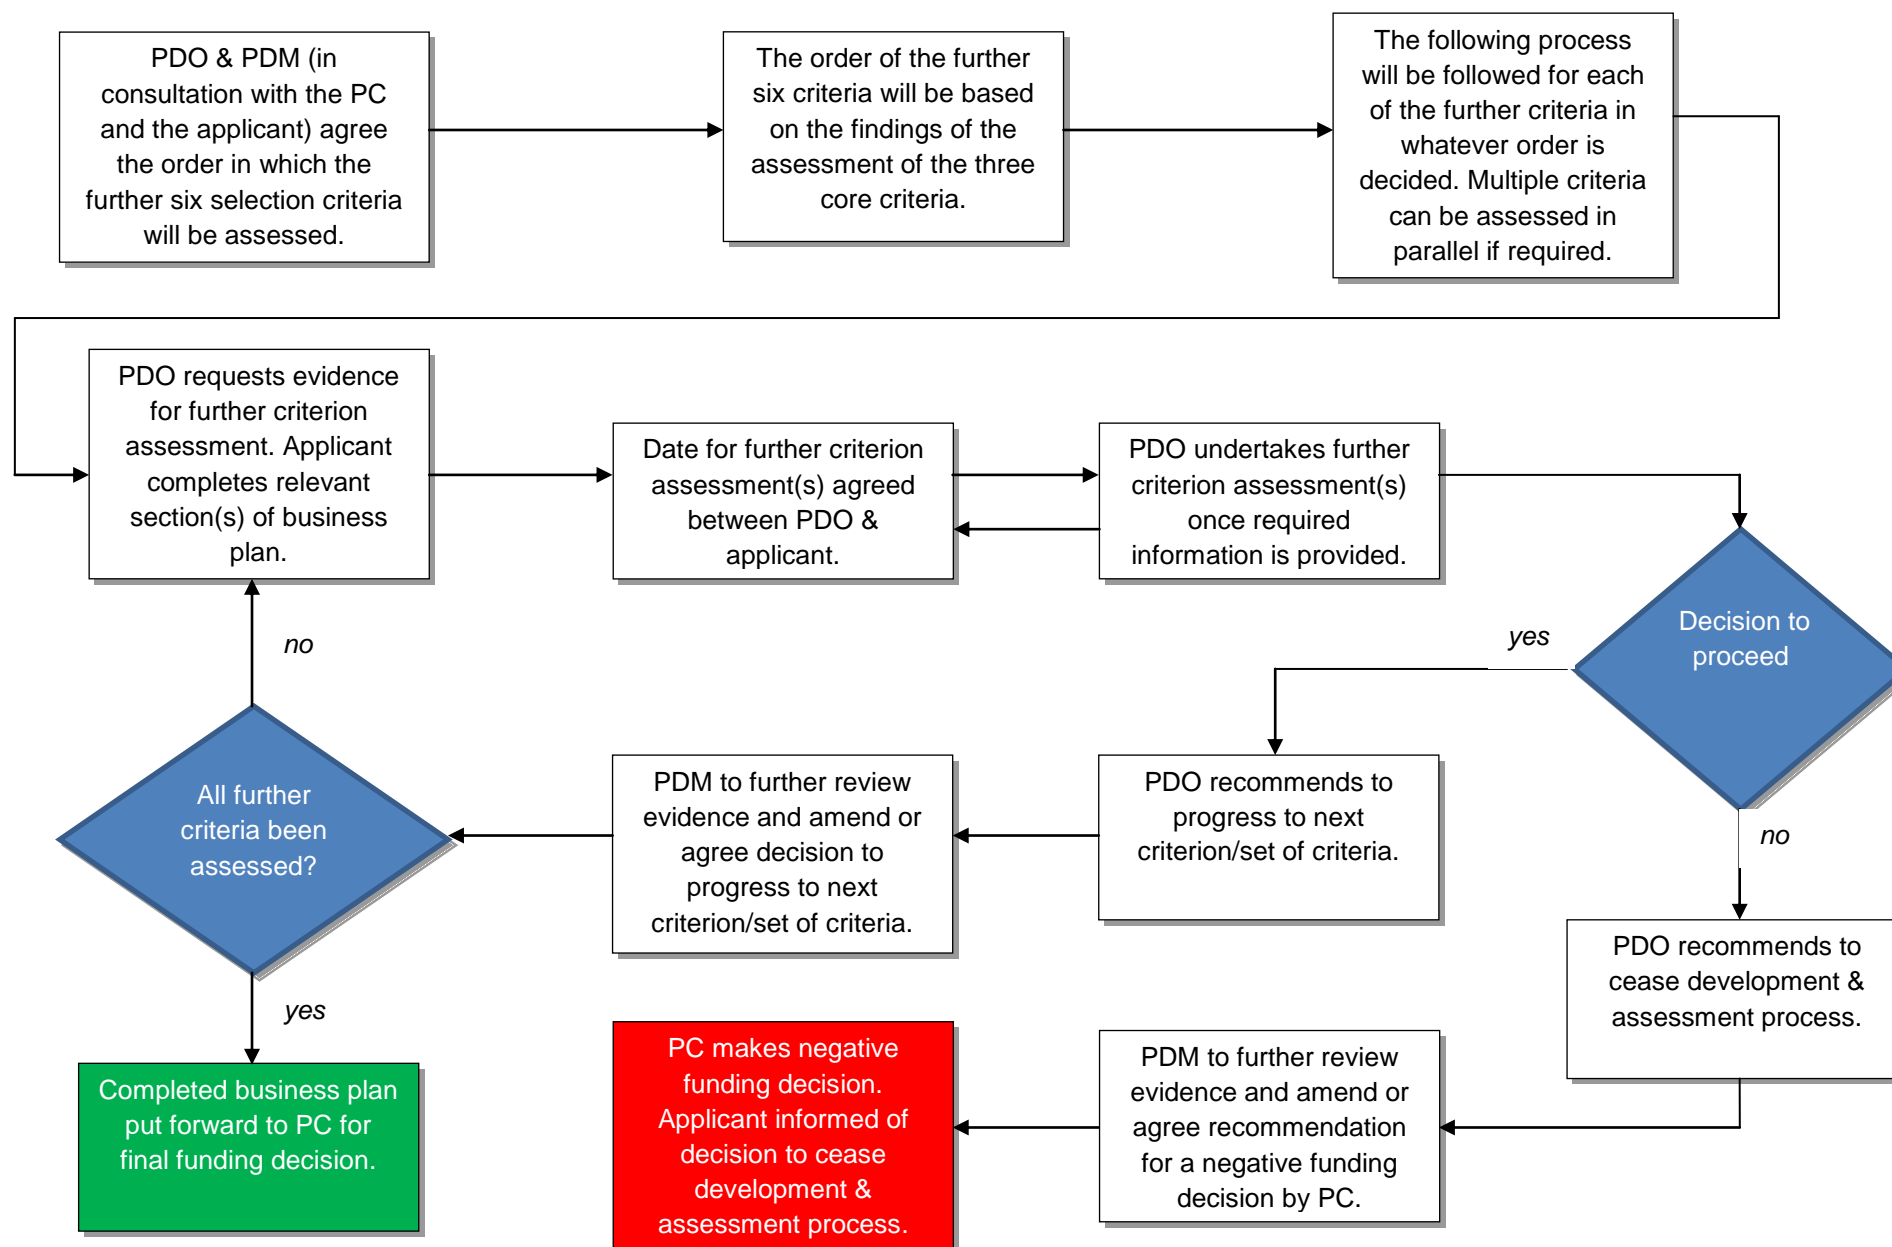 PDO & PDM (in
consultation with the PC
and the applicant) agree
the order in which the
further six selection criteria
will be assessed.
The order of the further
six criteria will be based
on the findings of the
assessment of the three
core criteria.
The following process
will be followed for each
of the further criteria in
whatever order is
decided. Multiple criteria
can be assessed in
parallel if required.
PDO requests evidence
for further criterion
assessment. Applicant
completes relevant
section(s) of business
plan.
Date for further criterion
assessment(s) agreed
between PDO &
applicant.
PDO undertakes further
criterion assessment(s)
once required
information is provided.
Decision to
proceed
yes
no
no
All further
criteria been
assessed?
PDM to further review
evidence and amend or
agree decision to
progress to next
criterion/set of criteria.
PDO recommends to
progress to next
criterion/set of criteria.
PDO recommends to
cease development &
assessment process.
yes
Completed business plan
put forward to PC for
final funding decision.
PC makes negative
funding decision.
Applicant informed of
decision to cease
development &
assessment process.
PDM to further review
evidence and amend or
agree recommendation
for a negative funding
decision by PC.